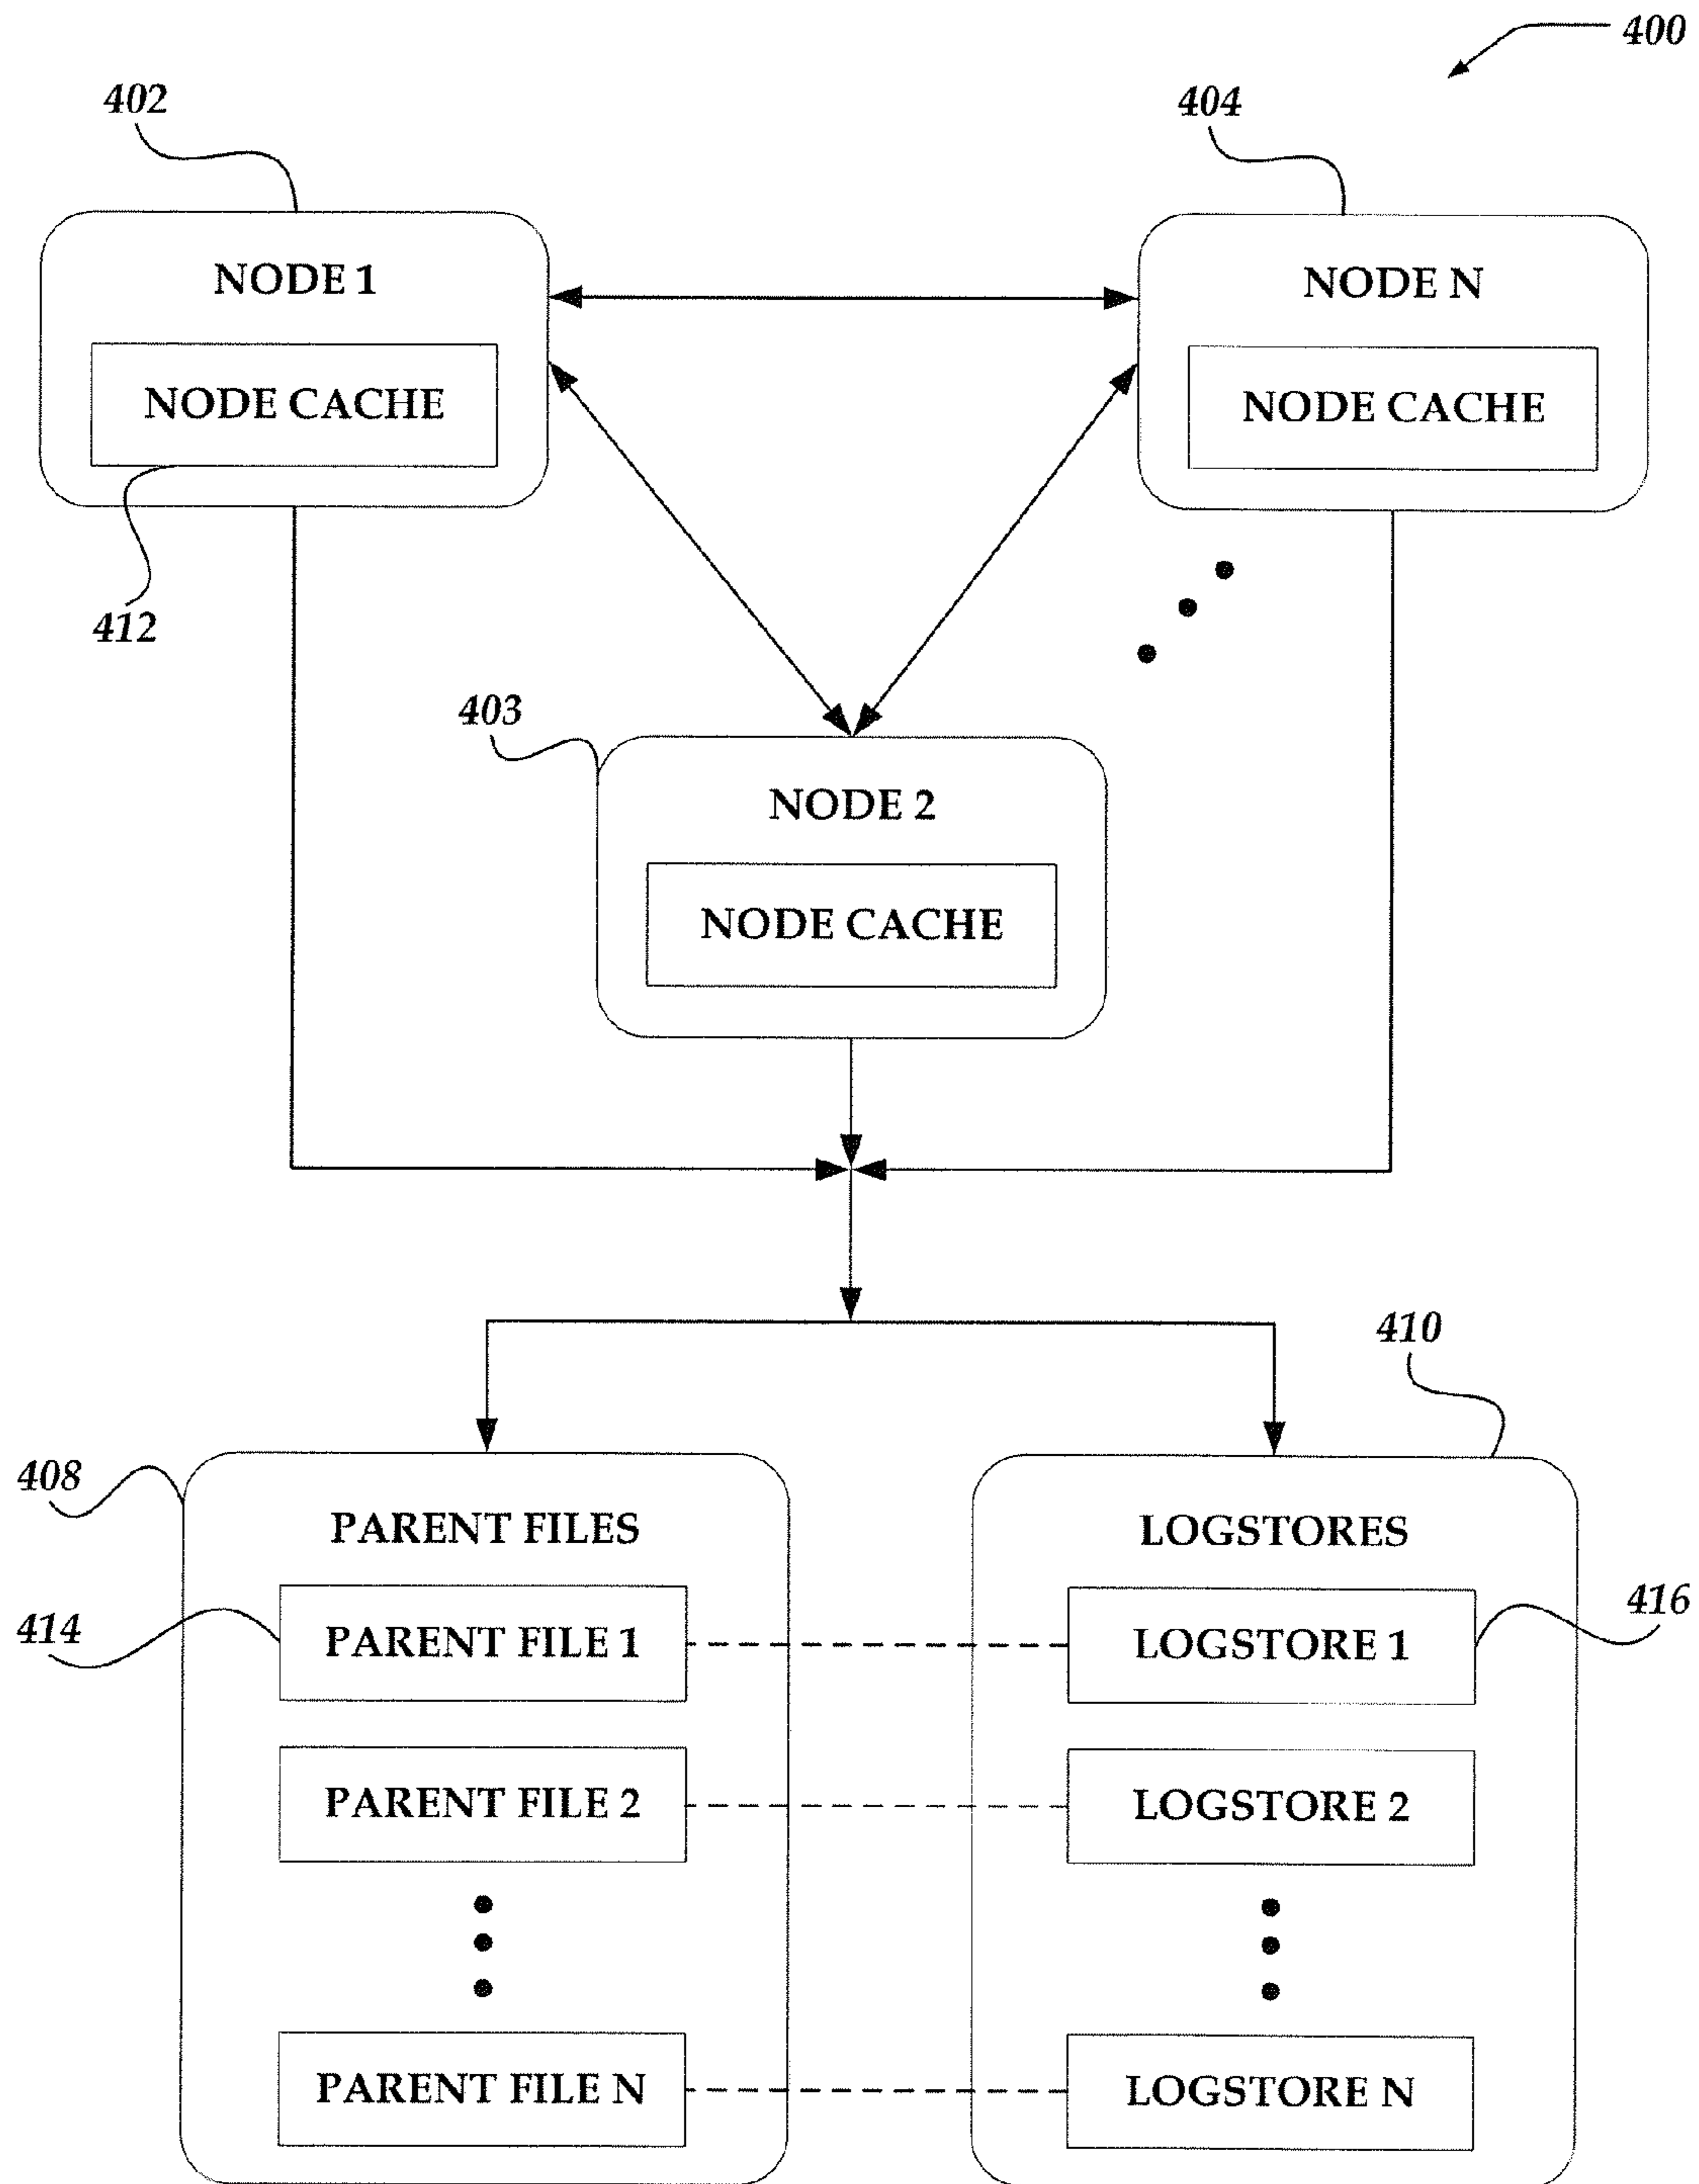 400
402
404
NODE 1
NODE CACHE
412
NODE N
NODE CACHE
403
NODE 2
NODE CACHE
408
PARENT FILES
414
PARENT FILE 1
PARENT FILE 2
PARENT FILE N
410
LOGSTORES
416
LOGSTORE 1
LOGSTORE 2
LOGSTORE N